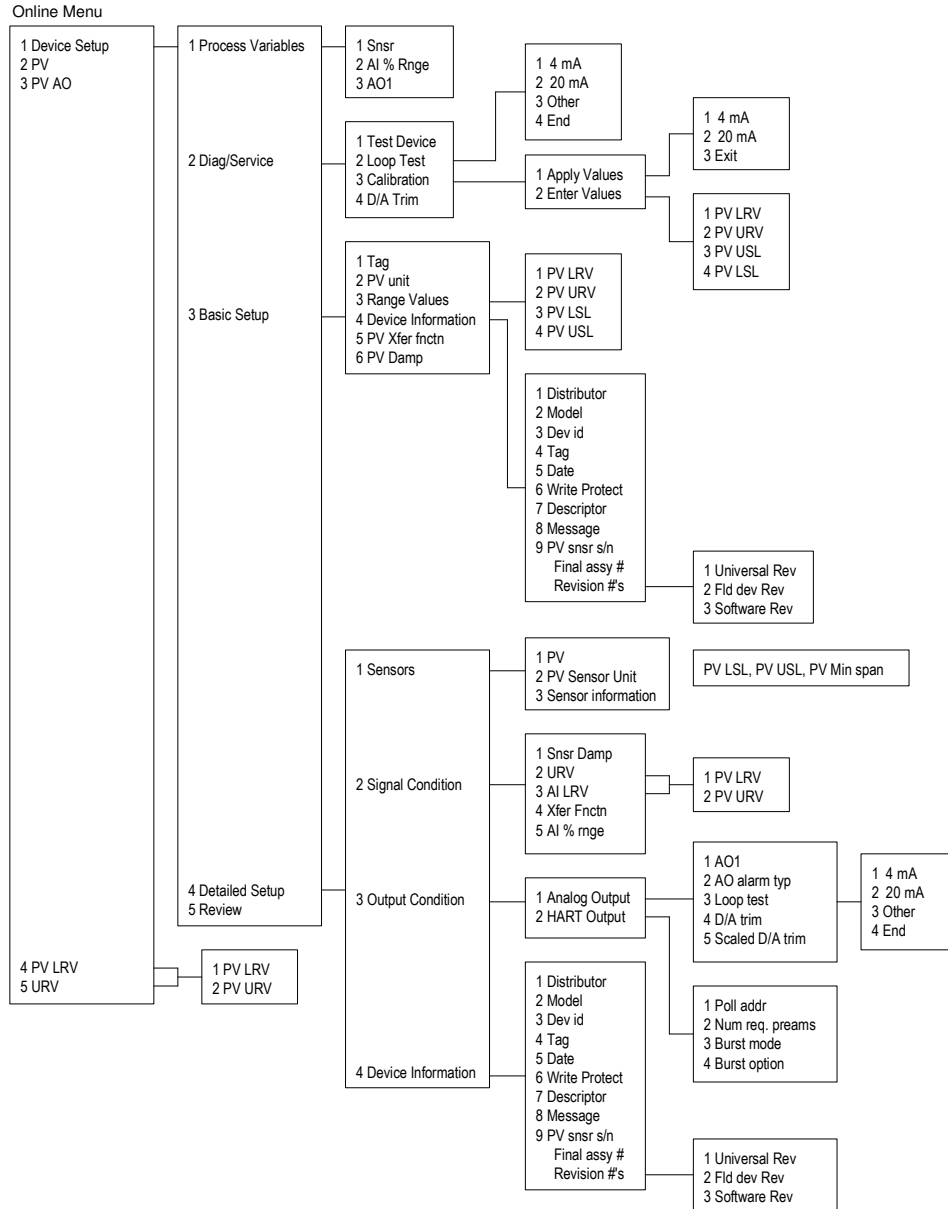 Online Menu
1 Device Setup
2 PV
3 PV AO
4 PV LRV
5 URV
1 PV LRV
2 PV URV
1 Process Variables
2 Diag/Service
3 Basic Setup
4 Detailed Setup
5 Review
1 Snsr
2 AI % Rnge
3 AO1
1 Test Device
2 Loop Test
3 Calibration
4 D/A Trim
1 4 mA
2 20 mA
3 Other
4 End
1 Apply Values
2 Enter Values
1 4 mA
2 20 mA
3 Exit
1 PV LRV
2 PV URV
3 PV USL
4 PV LSL
1 Tag
2 PV unit
3 Range Values
4 Device Information
5 PV Xfer fnctn
6 PV Damp
1 PV LRV
2 PV URV
3 PV LSL
4 PV USL
1 Distributor
2 Model
3 Dev id
4 Tag
5 Date
6 Write Protect
7 Descriptor
8 Message
9 PV snsr s/n
Final assy #
Revision #'s
1 Universal Rev
2 Fld dev Rev
3 Software Rev
1 Sensors
2 Signal Condition
3 Output Condition
4 Device Information
1 PV
2 PV Sensor Unit
3 Sensor information
PV LSL, PV USL, PV Min span
1 Snsr Damp
2 URV
3 AI LRV
4 Xfer Fnctn
5 AI % rnge
1 PV LRV
2 PV URV
1 Analog Output
2 HART Output
1 AO1
2 AO alarm typ
3 Loop test
4 D/A trim
5 Scaled D/A trim
1 4 mA
2 20 mA
3 Other
4 End
1 Poll addr
2 Num req. preams
3 Burst mode
4 Burst option
1 Distributor
2 Model
3 Dev id
4 Tag
5 Date
6 Write Protect
7 Descriptor
8 Message
9 PV snsr s/n
Final assy #
Revision #'s
1 Universal Rev
2 Fld dev Rev
3 Software Rev